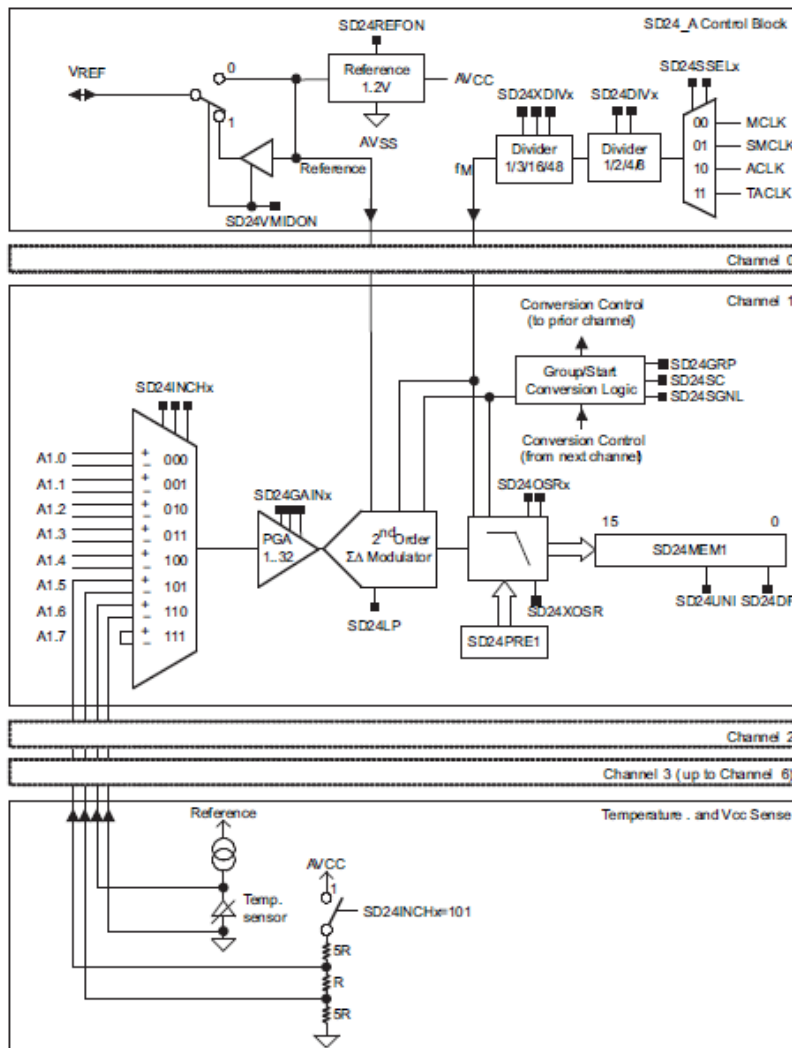 SD24_A Control Block
SD24REFON
VREF
0
1
Reference
1..2V
AVCC
AVSS
Reference
SD24VMIDON
SD24SSELx
SD24XDIVx
SD24DIVx
fM
Divider
1/3/16/48
Divider
1/2/4/8
00
01
10
11
MCLK
SMCLK
ACLK
TACLK
Channel 0
Channel 1
Conversion Control
(to prior channel)
Group/Start
Conversion Logic
SD24GRP
SD24SC
SD24SGNL
Conversion Control
(from next channel)
SD24INCHx
A1.0 + − 000
A1.1 + − 001
A1.2 + − 010
A1.3 + − 011
A1.4 + − 100
A1.5 + − 101
A1.6 + − 110
A1.7 + − 111
SD24GAINx
PGA
1..32
2nd Order
ΣΔ Modulator
SD24LP
SD24OSRx
SD24XOSR
SD24PRE1
15 0
SD24MEM1
SD24UNI
SD24DF
Channel 2
Channel 3 (up to Channel 6)
Temperature . and Vcc Sense
Reference
Temp.
sensor
AVCC
1
SD24INCHx=101
5R
R
5R